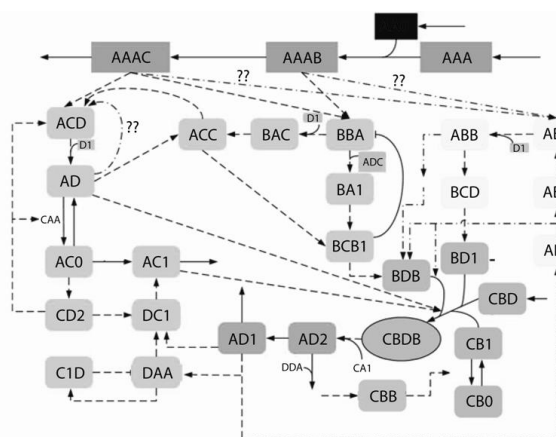 AAAC AAAB AAA
?? ??
ACD ?? ACC BAC D1 BBA ABB D1
D1 ADC
AD BA1 BCD
CAA
AC0 AC1 BCB1 BDB BD1
CD2 DC1 CBD
AD1 AD2 CBDB CB1
C1D DAA DDA CA1
CBB CB0